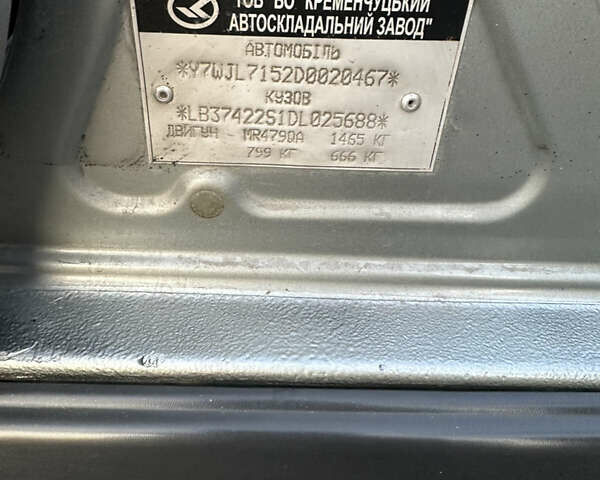 ТОВ "ВО "КРЕМЕНЧУЦЬКИЙ
АВТОСКЛАДАЛЬНИЙ ЗАВОД"
АВТОМОБІЛЬ
*Y7WJL7152D0020467*
КУЗОВ
*LB37422S1DL025688*
ДВИГУН - MR479QA 1465 КГ
799 КГ 666 КГ